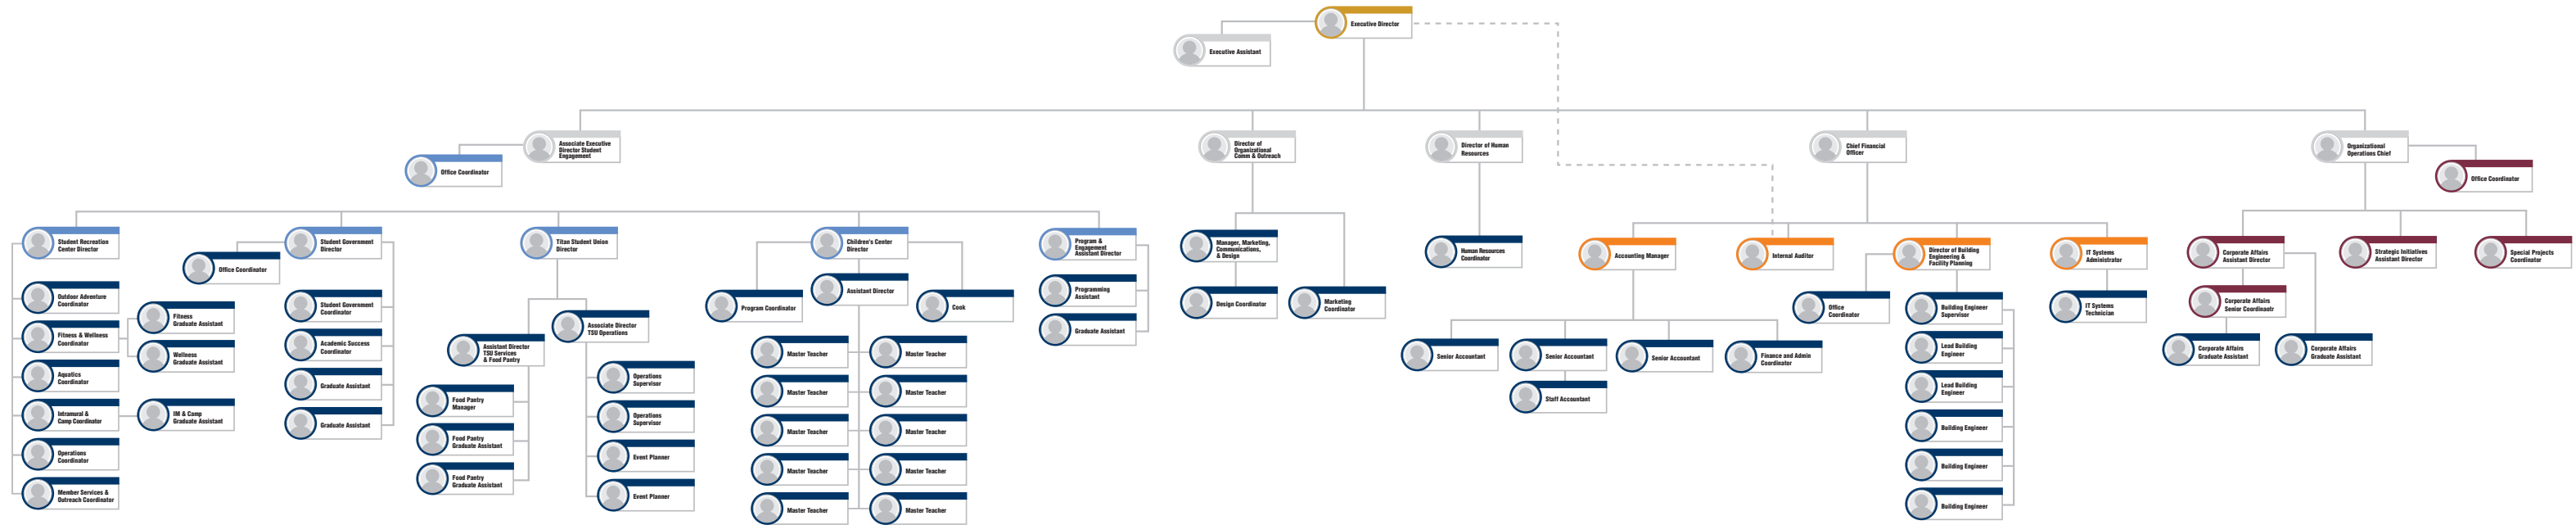 Executive Director
Executive Assistant
Associate Executive
Director Student
Engagement
Office Coordinator
Director of
Organizational
Comm & Outreach
Director of Human
Resources
Chief Financial
Officer
Organizational
Operations Chief
Office Coordinator
Student Recreation
Center Director
Outdoor Adventure
Coordinator
Fitness & Wellness
Coordinator
Fitness
Graduate Assistant
Wellness
Graduate Assistant
Aquatics
Coordinator
Intramural &
Camp Coordinator
IM & Camp
Graduate Assistant
Operations
Coordinator
Member Services &
Outreach Coordinator
Student Government
Director
Office Coordinator
Student Government
Coordinator
Academic Success
Coordinator
Graduate Assistant
Graduate Assistant
Titan Student Union
Director
Assistant Director
TSU Services
& Food Pantry
Food Pantry
Manager
Food Pantry
Graduate Assistant
Food Pantry
Graduate Assistant
Associate Director
TSU Operations
Operations
Supervisor
Operations
Supervisor
Event Planner
Event Planner
Children's Center
Director
Program Coordinator
Assistant Director
Cook
Master Teacher
Master Teacher
Master Teacher
Master Teacher
Master Teacher
Master Teacher
Master Teacher
Master Teacher
Master Teacher
Master Teacher
Program &
Engagement
Assistant Director
Programming
Assistant
Graduate Assistant
Manager, Marketing,
Communications,
& Design
Design Coordinator
Marketing
Coordinator
Human Resources
Coordinator
Accounting Manager
Senior Accountant
Senior Accountant
Staff Accountant
Senior Accountant
Finance and Admin
Coordinator
Internal Auditor
Director of Building
Engineering &
Facility Planning
Office
Coordinator
Building Engineer
Supervisor
Lead Building
Engineer
Lead Building
Engineer
Building Engineer
Building Engineer
Building Engineer
IT Systems
Administrator
IT Systems
Technician
Corporate Affairs
Assistant Director
Corporate Affairs
Senior Coordinaotr
Corporate Affairs
Graduate Assistant
Corporate Affairs
Graduate Assistant
Strategic Initiatives
Assistant Director
Special Projects
Coordinator